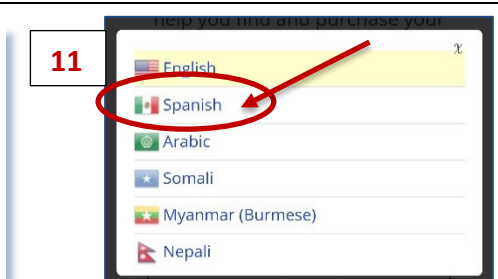 help you find and purchase your
11
x
English
Spanish
Arabic
Somali
Myanmar (Burmese)
Nepali